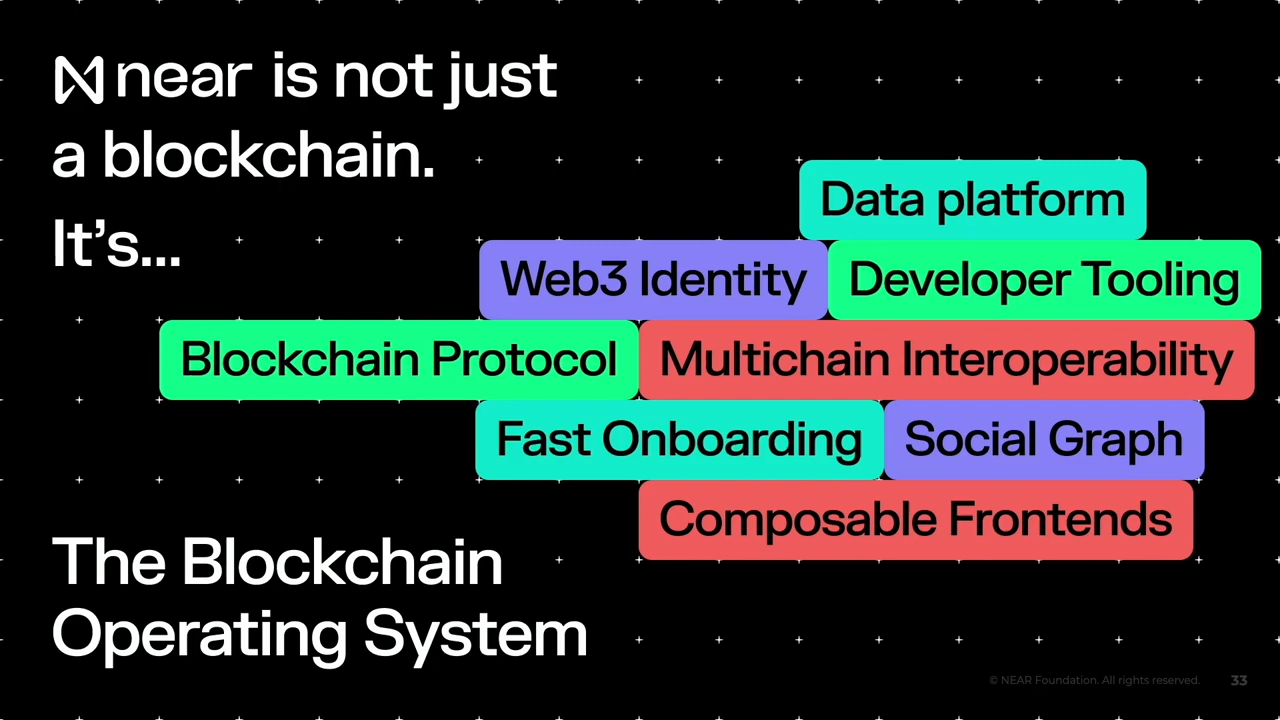 near is not just
a blockchain.
It’s...
Data platform
Web3 Identity Developer Tooling
Blockchain Protocol Multichain Interoperability
Fast Onboarding Social Graph
Composable Frontends
The Blockchain
Operating System
© NEAR Foundation. All rights reserved. 33